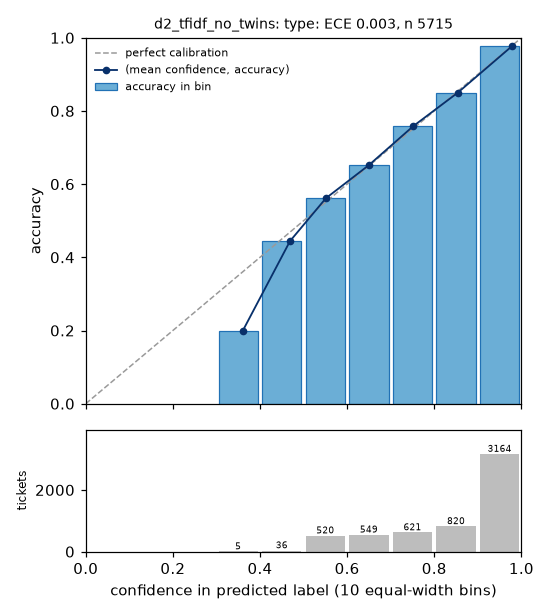 d2_tfidf_no_twins: type: ECE 0.003, n 5715
perfect calibration
(mean confidence, accuracy)
accuracy in bin
1.0
0.8
0.6
0.4
0.2
0.0
accuracy
3164
820
621
549
520
36
5
2000
0
tickets
0.0 0.2 0.4 0.6 0.8 1.0
confidence in predicted label (10 equal-width bins)